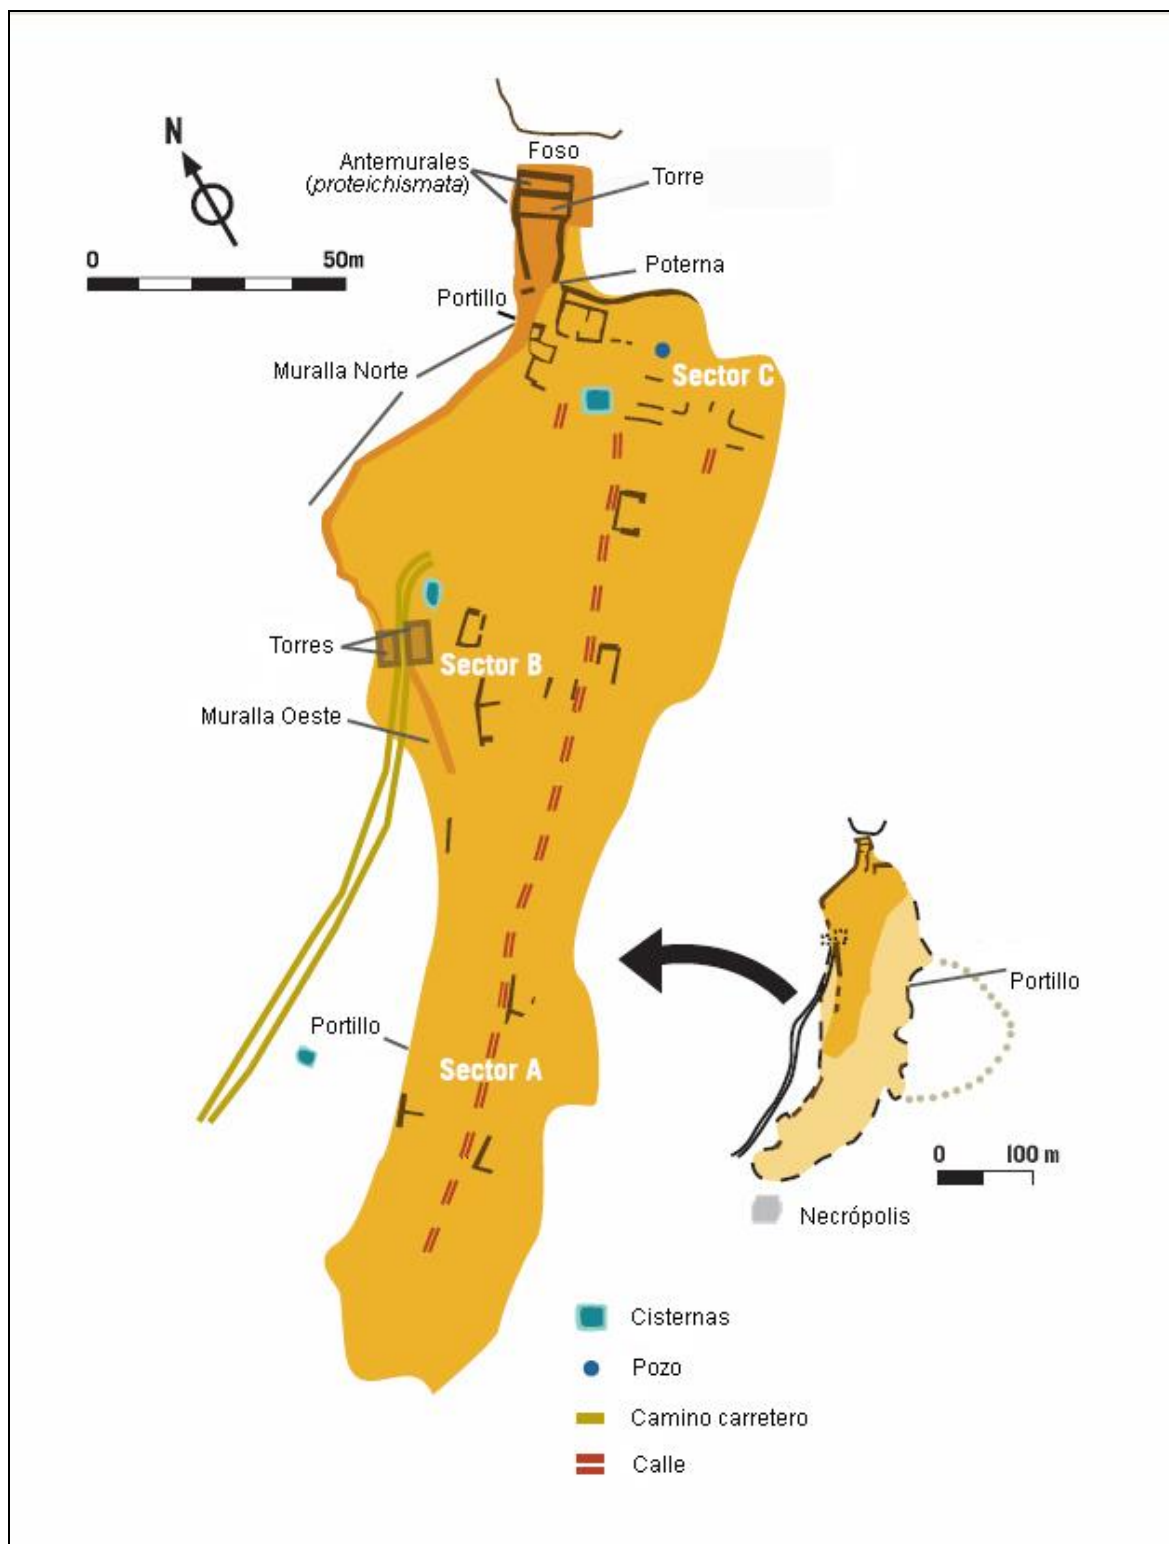 N
Foso
Antemurales
(proteichismata)
Torre
0 50m
Poterna
Portillo
Muralla Norte
Sector C
Torres
Sector B
Muralla Oeste
Portillo
Portillo
Sector A
0 100 m
Necrópolis
Cisternas
Pozo
Camino carretero
Calle